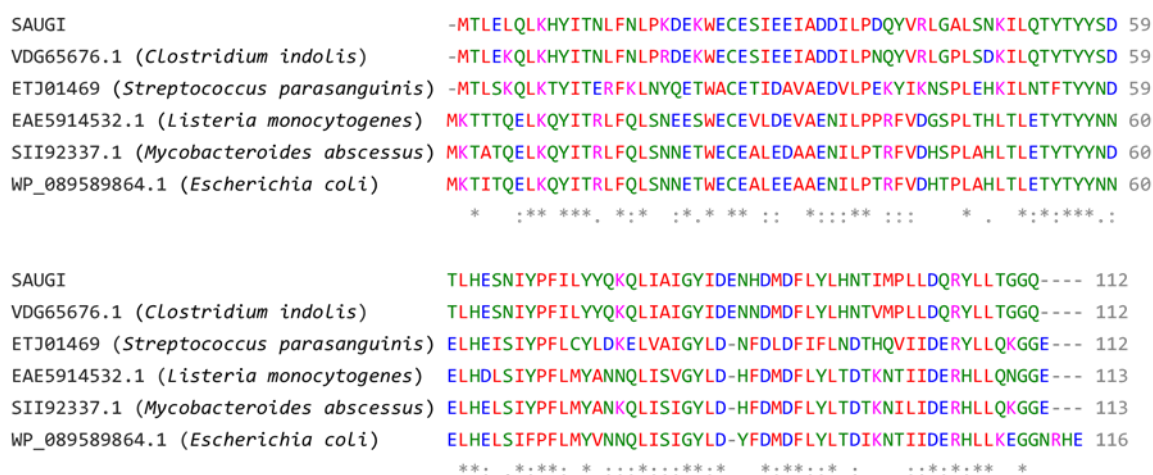 SAUGI -MTLELQLKHYITNLFNLPKDEKWECESIEEIADDILPDQYVRLGALSNKILQTYTYYSD 59
VDG65676.1 (Clostridium indolis) -MTLEKQLKHYITNLFNLPRDEKWECESIEEIADDILPNQYVRLGPLSDKILQTYTYYSD 59
ETJ01469 (Streptococcus parasanguinis) -MTLSKQLKTYITERFKLNYQETWACETIDAVAEDVLPEKYIKNSPLEHKILNTFTYYND 59
EAE5914532.1 (Listeria monocytogenes) MKTTTQELKQYITRLFQLSNEESWECEVLDEVAENILPPRFVDGSPLTHLTLETYTYYNN 60
SII92337.1 (Mycobacteroides abscessus) MKTATQELKQYITRLFQLSNNETWECEALEDAAENILPTRFVDHSPLAHLTLETYTYYND 60
WP_089589864.1 (Escherichia coli) MKTITQELKQYITRLFQLSNNETWECEALEEAAENILPTRFVDHTPLAHLTLETYTYYNN 60
* :** ***. *:* :*.* ** :: *:::** ::: * . *:*:***.:
SAUGI TLHESNIYPFILYYQKQLIAIGYIDENHDMDFLYLHNTIMPLLDQRYLLTGGQ---- 112
VDG65676.1 (Clostridium indolis) TLHESNIYPFILYYQKQLIAIGYIDENNDMDFLYLHNTVMPLLDQRYLLTGGQ---- 112
ETJ01469 (Streptococcus parasanguinis) ELHEISIYPFLCYLDKELVAIGYLD-NFDLDFIFLNDTHQVIIDERYLLQKGGE--- 112
EAE5914532.1 (Listeria monocytogenes) ELHDLSIYPFLMYANNQLISVGYLD-HFDMDFLYLTDTKNTIIDERHLLQNGGE--- 113
SII92337.1 (Mycobacteroides abscessus) ELHELSIYPFLMYANKQLISIGYLD-HFDMDFLYLTDTKNILIDERHLLQKGGE--- 113
WP_089589864.1 (Escherichia coli) ELHELSIFPFLMYVNNQLISIGYLD-YFDMDFLYLTDIKNTIIDERHLLKEGGNRHE 116
**: .*:**: * :::*:::**:* *:**::* : ::*:*:** *